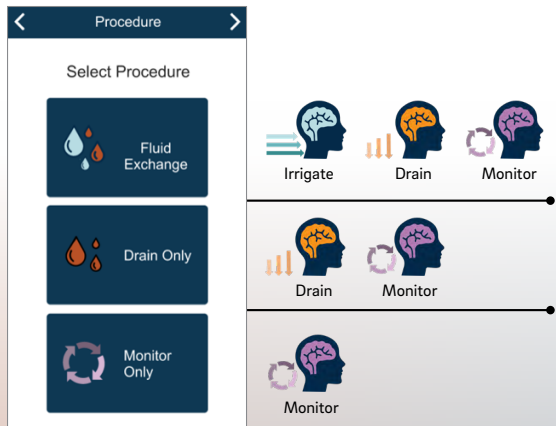 Procedure
Select Procedure
Fluid
Exchange
Irrigate Drain Monitor
Drain Only
Drain Monitor
Monitor
Only
Monitor